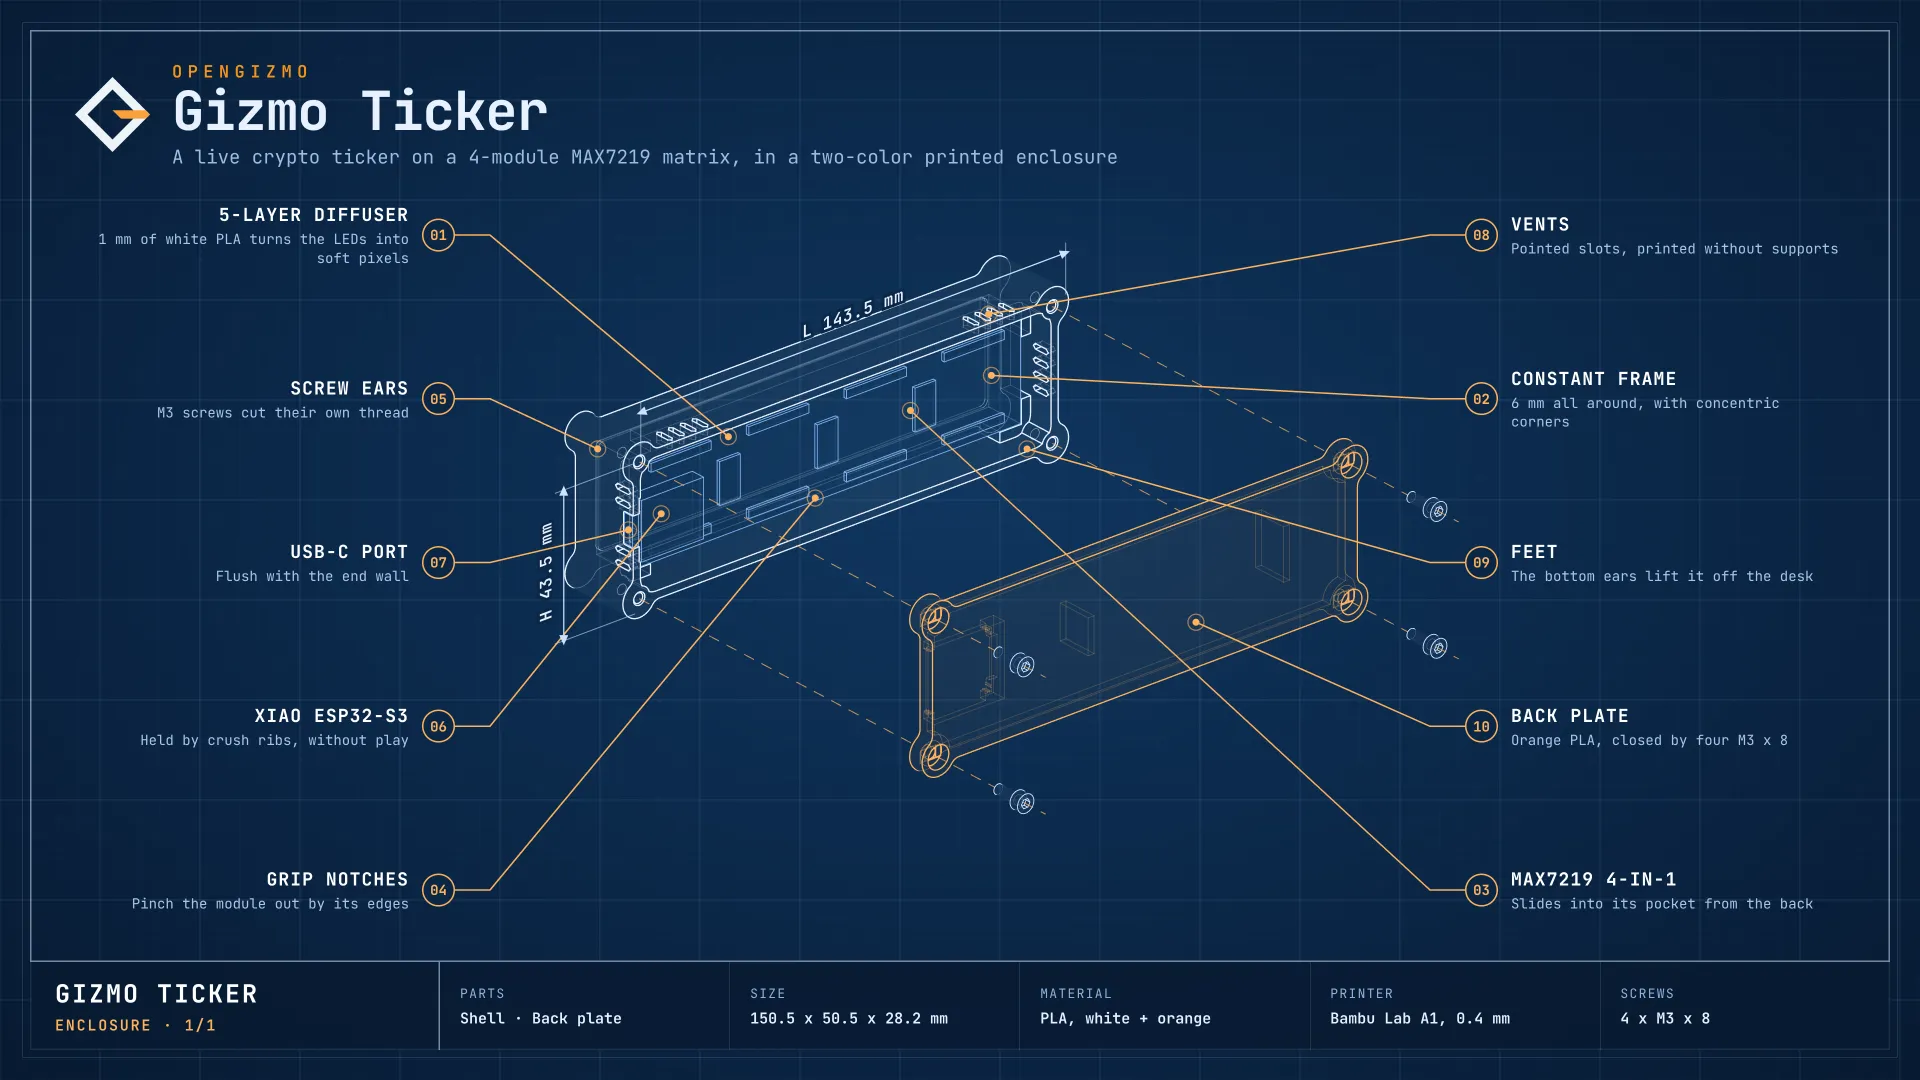 OPENGIZMO
Gizmo Ticker
A live crypto ticker on a 4-module MAX7219 matrix, in a two-color printed enclosure
5-LAYER DIFFUSER
1 mm of white PLA turns the LEDs into
soft pixels
01
SCREW EARS
M3 screws cut their own thread
05
USB-C PORT
Flush with the end wall
07
XIAO ESP32-S3
Held by crush ribs, without play
06
GRIP NOTCHES
Pinch the module out by its edges
04
L 143.5 mm
H 43.5 mm
08
VENTS
Pointed slots, printed without supports
02
CONSTANT FRAME
6 mm all around, with concentric
corners
09
FEET
The bottom ears lift it off the desk
10
BACK PLATE
Orange PLA, closed by four M3 x 8
03
MAX7219 4-IN-1
Slides into its pocket from the back
GIZMO TICKER
ENCLOSURE · 1/1
PARTS
Shell · Back plate
SIZE
150.5 x 50.5 x 28.2 mm
MATERIAL
PLA, white + orange
PRINTER
Bambu Lab A1, 0.4 mm
SCREWS
4 x M3 x 8